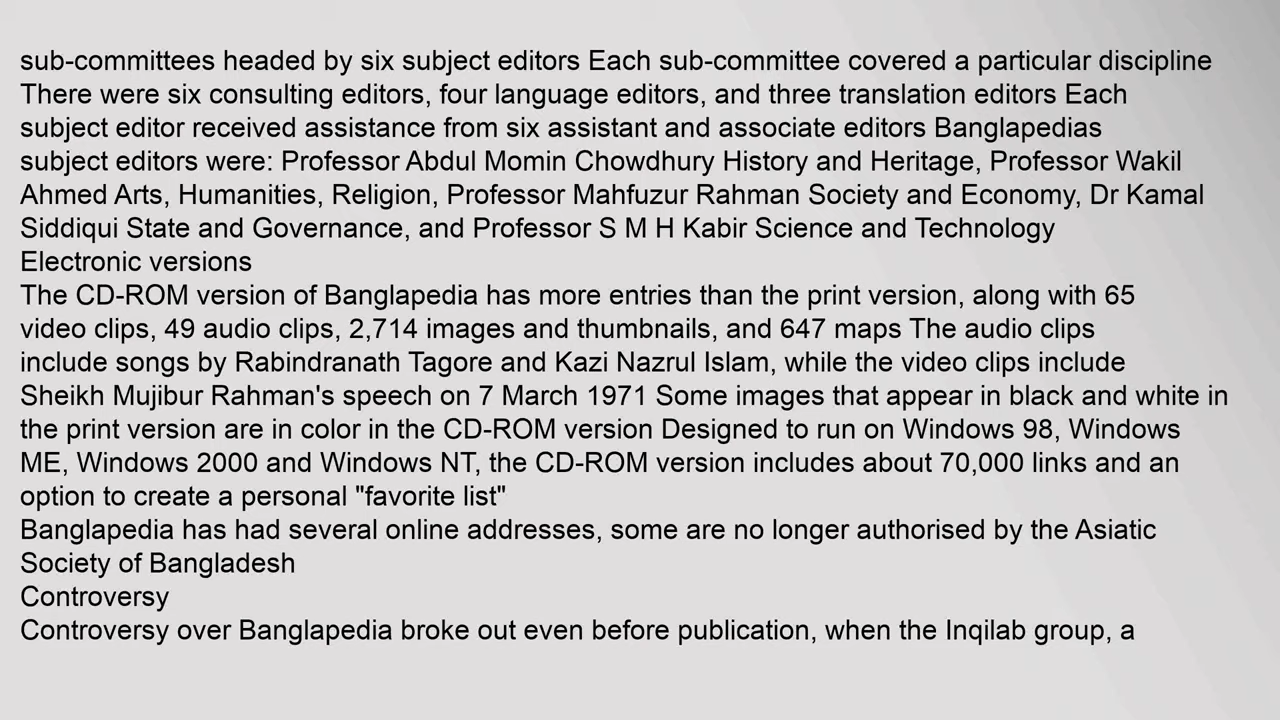 sub-committees headed by six subject editors Each sub-committee covered a particular discipline
There were six consulting editors, four language editors, and three translation editors Each
subject editor received assistance from six assistant and associate editors Banglapedias
subject editors were: Professor Abdul Momin Chowdhury History and Heritage, Professor Wakil
Ahmed Arts, Humanities, Religion, Professor Mahfuzur Rahman Society and Economy, Dr Kamal
Siddiqui State and Governance, and Professor S M H Kabir Science and Technology
Electronic versions
The CD-ROM version of Banglapedia has more entries than the print version, along with 65
video clips, 49 audio clips, 2,714 images and thumbnails, and 647 maps The audio clips
include songs by Rabindranath Tagore and Kazi Nazrul Islam, while the video clips include
Sheikh Mujibur Rahman's speech on 7 March 1971 Some images that appear in black and white in
the print version are in color in the CD-ROM version Designed to run on Windows 98, Windows
ME, Windows 2000 and Windows NT, the CD-ROM version includes about 70,000 links and an
option to create a personal "favorite list"
Banglapedia has had several online addresses, some are no longer authorised by the Asiatic
Society of Bangladesh
Controversy
Controversy over Banglapedia broke out even before publication, when the Inqilab group, a